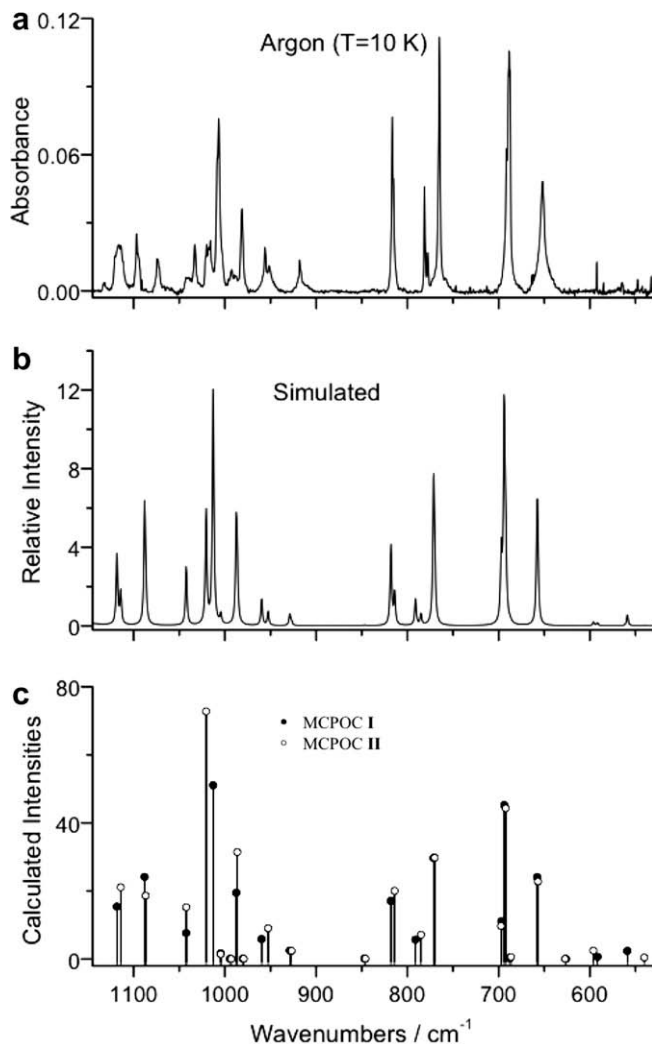 a
0.12
Argon (T=10 K)
Absorbance
0.06
0.00
b
12
Simulated
Relative Intensity
8
4
0
c
80
● MCPOC I
○ MCPOC II
Calculated Intensities
40
0
1100 1000 900 800 700 600
Wavenumbers / cm⁻¹